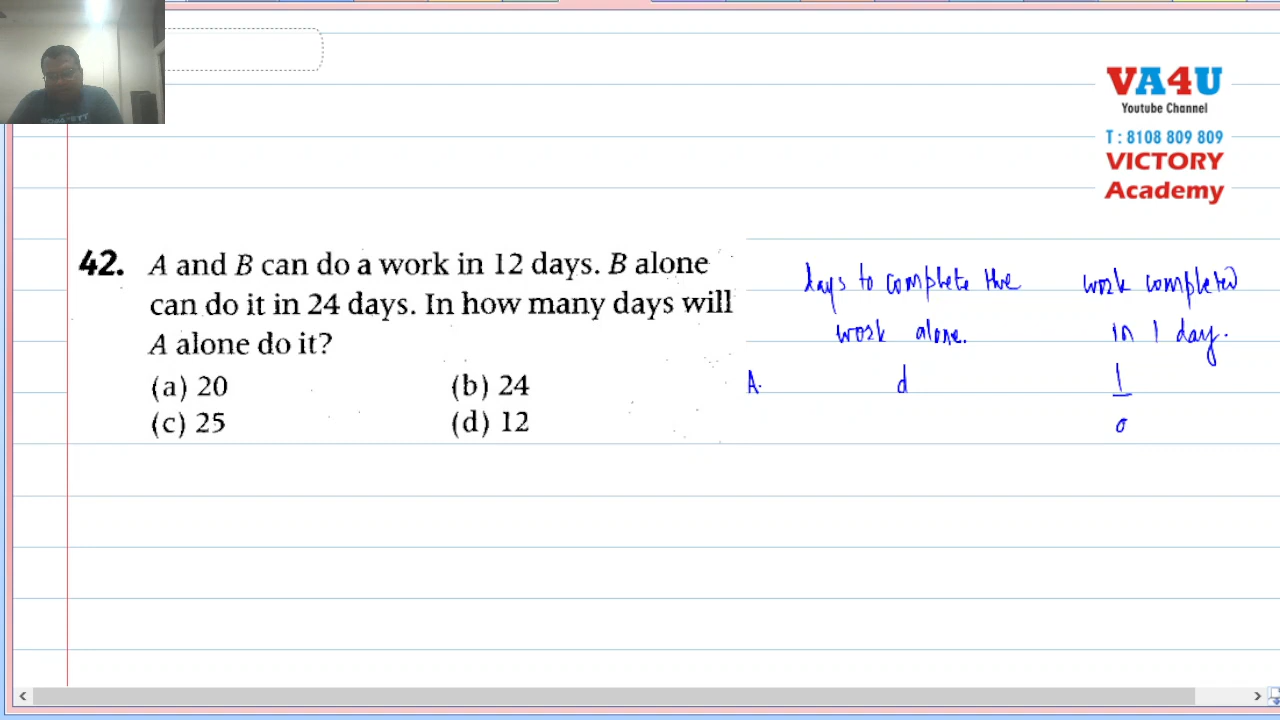 VA4U
Youtube Channel
T : 8108 809 809
VICTORY
Academy
42. A and B can do a work in 12 days. B alone
can do it in 24 days. In how many days will
A alone do it?
(a) 20 (b) 24
(c) 25 (d) 12
days to complete the work completed
work alone. in 1 day.
A. d 1